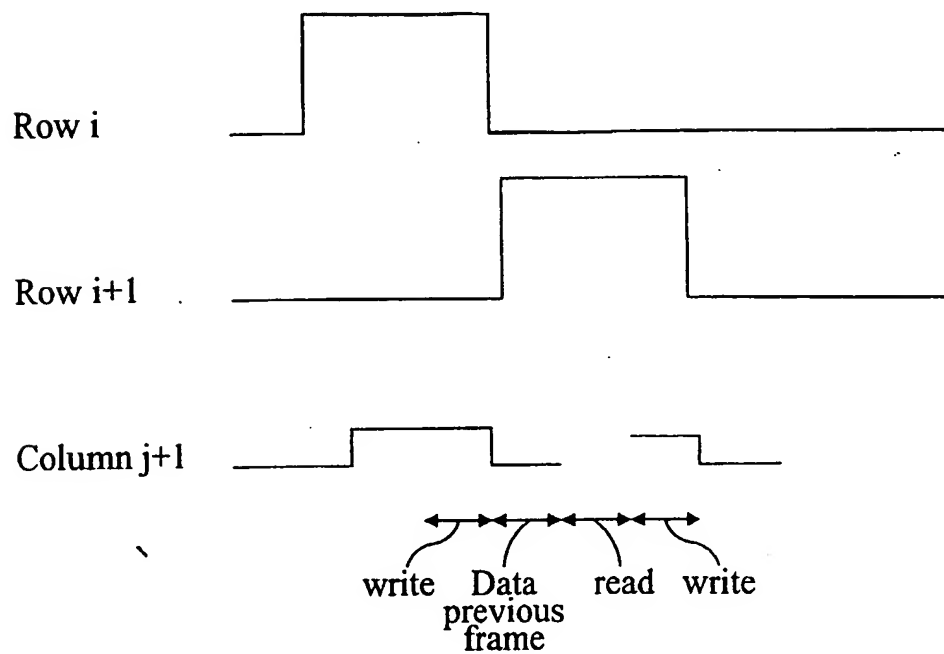 Row i
Row i+1
Column j+1
write Data read write
previous
frame